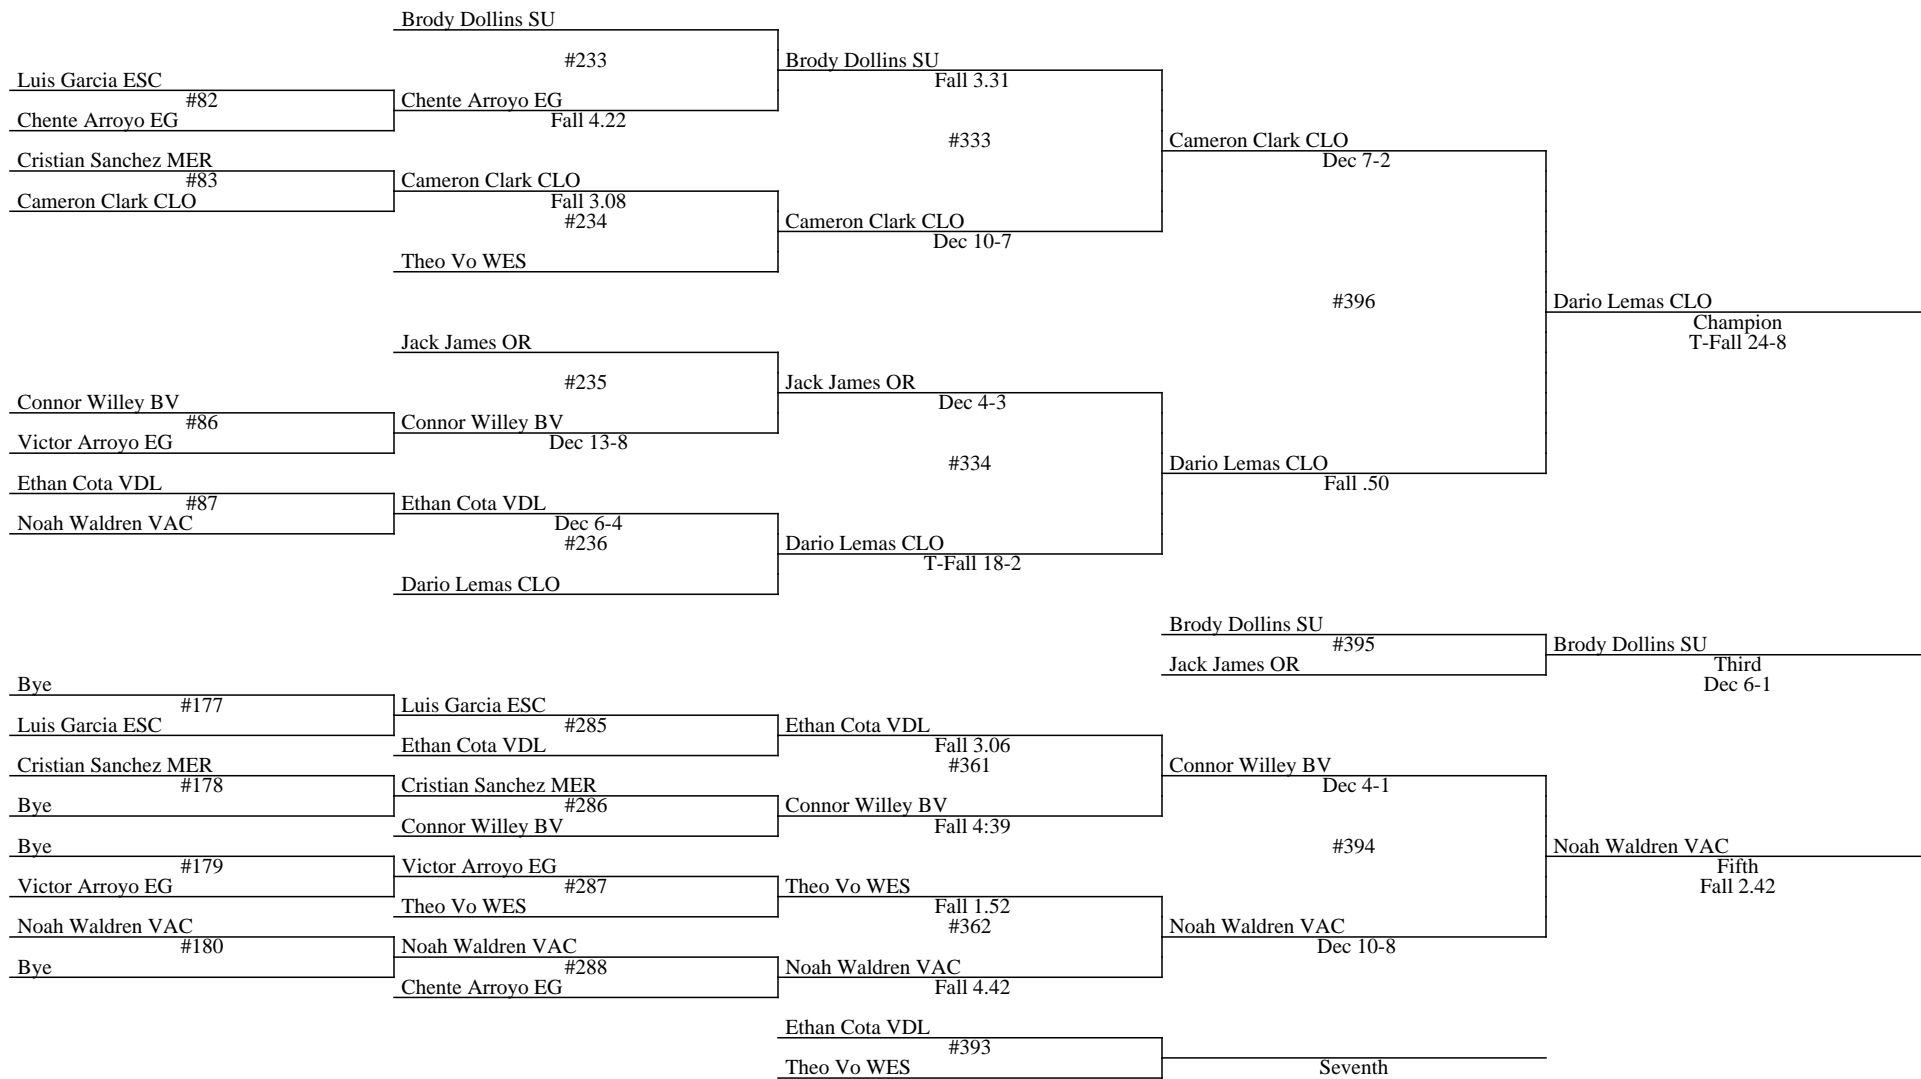 Brody Dollins SU
#233
Brody Dollins SU
Fall 3.31
Luis Garcia ESC
#82
Chente Arroyo EG
Chente Arroyo EG
Fall 4.22
#333
Cameron Clark CLO
Dec 7-2
Cristian Sanchez MER
#83
Cameron Clark CLO
Cameron Clark CLO
Fall 3.08
#234
Cameron Clark CLO
Dec 10-7
Theo Vo WES
#396
Dario Lemas CLO
Champion
T-Fall 24-8
Jack James OR
#235
Jack James OR
Dec 4-3
Connor Willey BV
#86
Victor Arroyo EG
Connor Willey BV
Dec 13-8
#334
Dario Lemas CLO
Fall .50
Ethan Cota VDL
#87
Noah Waldren VAC
Ethan Cota VDL
Dec 6-4
#236
Dario Lemas CLO
T-Fall 18-2
Dario Lemas CLO
Brody Dollins SU
#395
Jack James OR
Brody Dollins SU
Third
Dec 6-1
Bye
#177
Luis Garcia ESC
Luis Garcia ESC
#285
Ethan Cota VDL
Ethan Cota VDL
Fall 3.06
#361
Connor Willey BV
Dec 4-1
Cristian Sanchez MER
#178
Bye
Cristian Sanchez MER
#286
Connor Willey BV
Connor Willey BV
Fall 4:39
#394
Noah Waldren VAC
Fifth
Fall 2.42
Bye
#179
Victor Arroyo EG
Victor Arroyo EG
#287
Theo Vo WES
Theo Vo WES
Fall 1.52
#362
Noah Waldren VAC
Dec 10-8
Noah Waldren VAC
#180
Bye
Noah Waldren VAC
#288
Chente Arroyo EG
Noah Waldren VAC
Fall 4.42
Ethan Cota VDL
#393
Theo Vo WES
Seventh